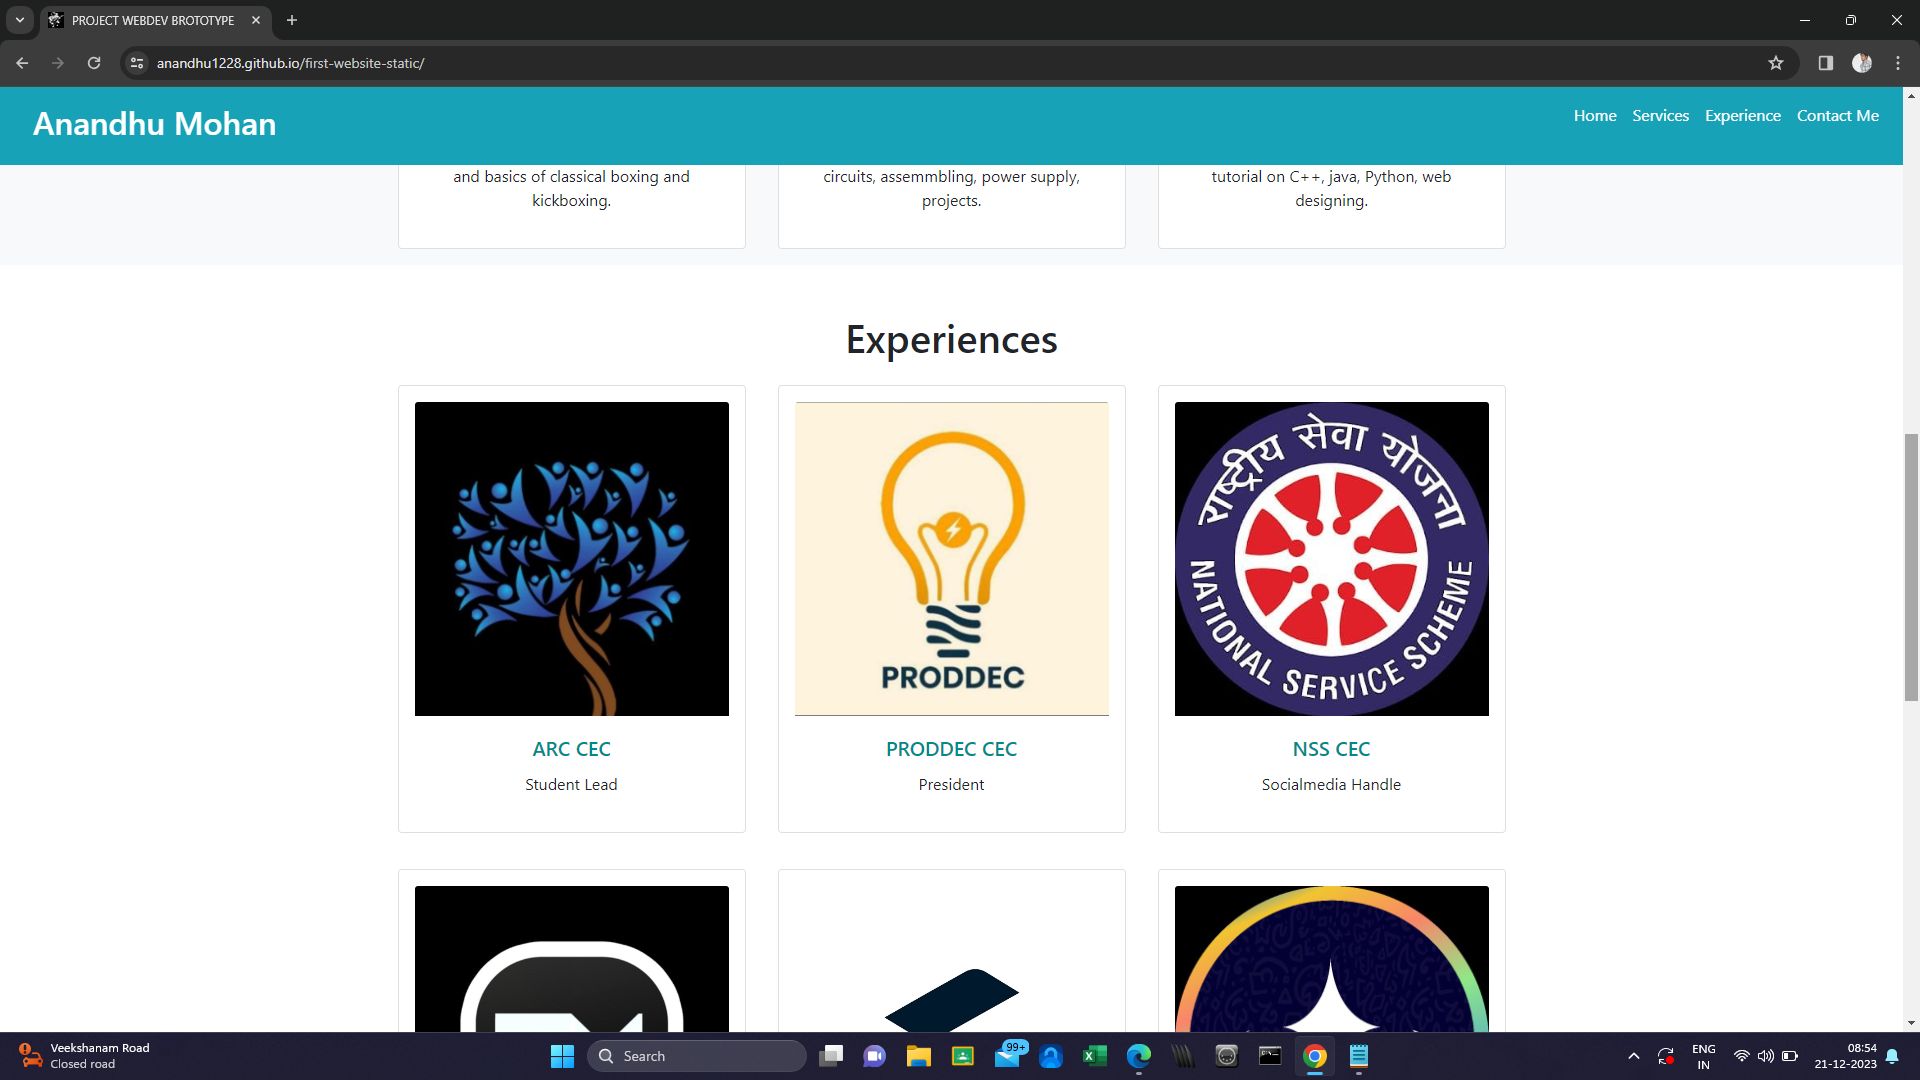 PROJECT WEBDEV BROTOTYPE
anandhu1228.github.io/first-website-static/
Anandhu Mohan
Home Services Experience Contact Me
and basics of classical boxing and
kickboxing.
circuits, assemmbling, power supply,
projects.
tutorial on C++, java, Python, web
designing.
Experiences
PRODDEC
राष्ट्रीय सेवा योजना
NATIONAL SERVICE SCHEME
ARC CEC
Student Lead
PRODDEC CEC
President
NSS CEC
Socialmedia Handle
Veekshanam Road
Closed road
Search
99+
ENG
IN
08:54
21-12-2023